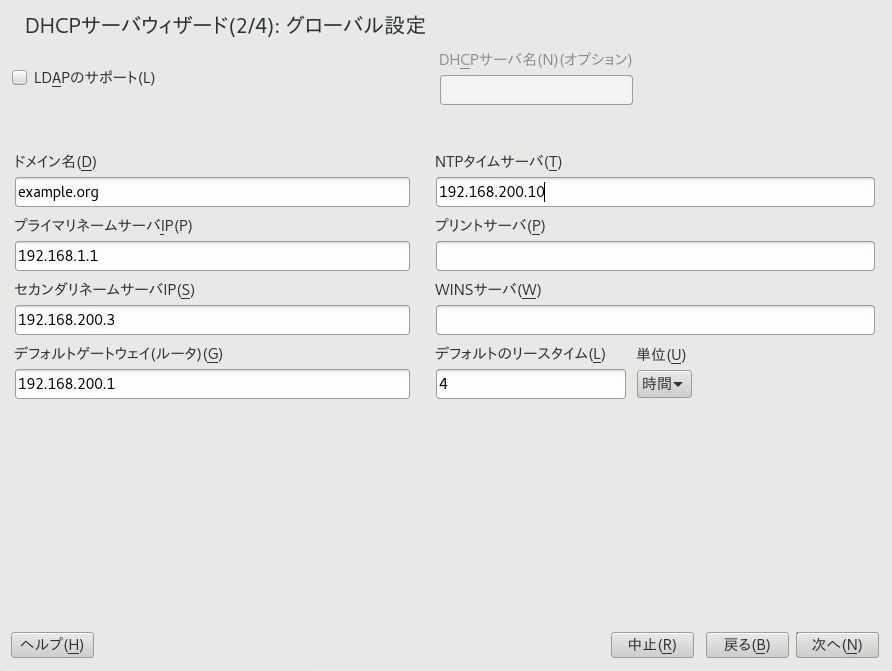 DHCPサーバウィザード(2/4): グローバル設定
LDAPのサポート(L)
DHCPサーバ名(N)(オプション)
ドメイン名(D)
example.org
NTPタイムサーバ(T)
192.168.200.10
プライマリネームサーバIP(P)
192.168.1.1
プリントサーバ(P)
セカンダリネームサーバIP(S)
192.168.200.3
WINSサーバ(W)
デフォルトゲートウェイ(ルータ)(G)
192.168.200.1
デフォルトのリースタイム(L)
4
単位(U)
時間
ヘルプ(H)
中止(R)
戻る(B)
次へ(N)